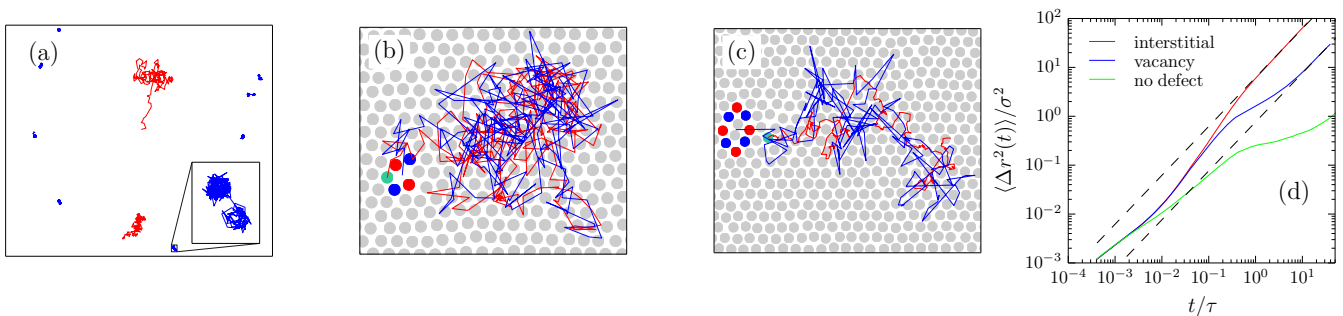 (a)
(b)
(c)
(d)
interstitial
vacancy
no defect
⟨Δr²(t)⟩/σ²
10²
10¹
10⁰
10⁻¹
10⁻²
10⁻³
10⁻⁴ 10⁻³ 10⁻² 10⁻¹ 10⁰ 10¹
t/τ